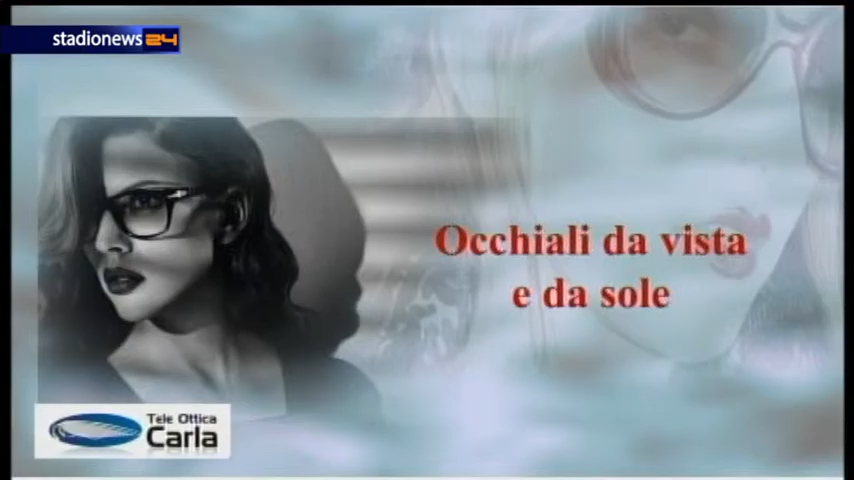 stadionews24
Occhiali da vista
e da sole
Tele Ottica
Carla